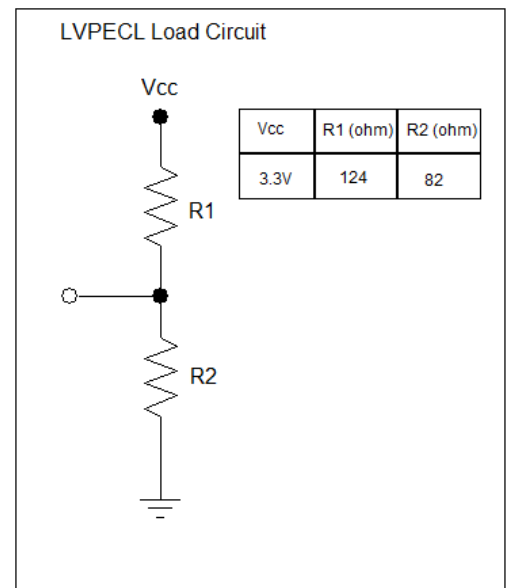 LVPECL Load Circuit
Vcc
Vcc R1 (ohm) R2 (ohm)
3.3V 124 82
R1
R2